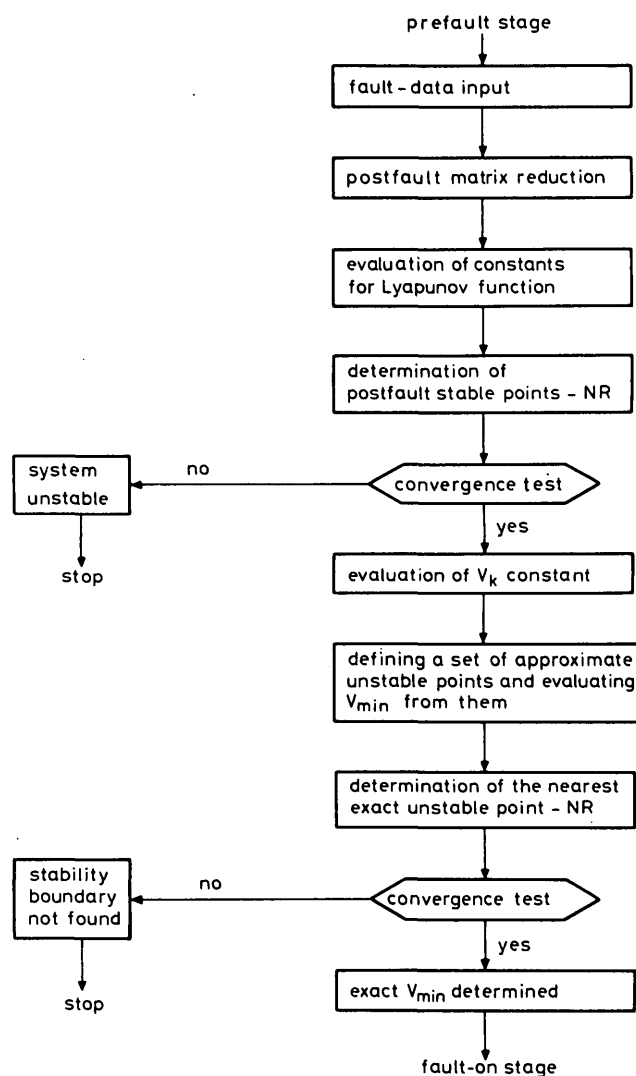 prefault stage
fault-data input
postfault matrix reduction
evaluation of constants
for Lyapunov function
determination of
postfault stable points - NR
system
unstable
no
convergence test
stop
yes
evaluation of Vk constant
defining a set of approximate
unstable points and evaluating
Vmin from them
determination of the nearest
exact unstable point - NR
stability
boundary
not found
no
convergence test
stop
yes
exact Vmin determined
fault-on stage